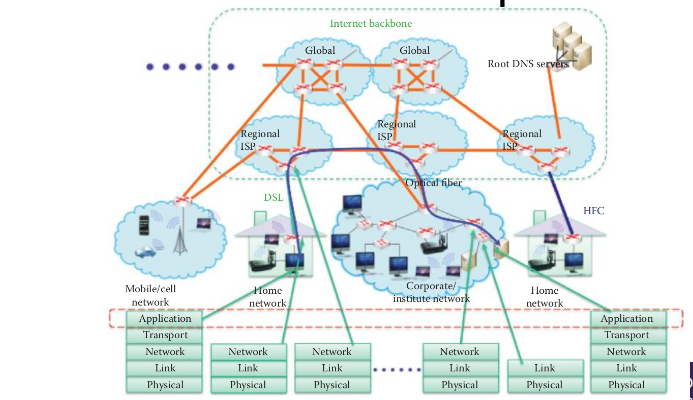 Internet backbone
Global
Global
Root DNS servers
Regional
ISP
Regional
ISP
Regional
ISP
Optical fiber
DSL
HFC
Mobile/cell
network
Home
network
Corporate/
institute network
Home
network
Application
Transport
Network
Link
Physical
Network
Link
Physical
Network
Link
Physical
Network
Link
Physical
Link
Physical
Application
Transport
Network
Link
Physical